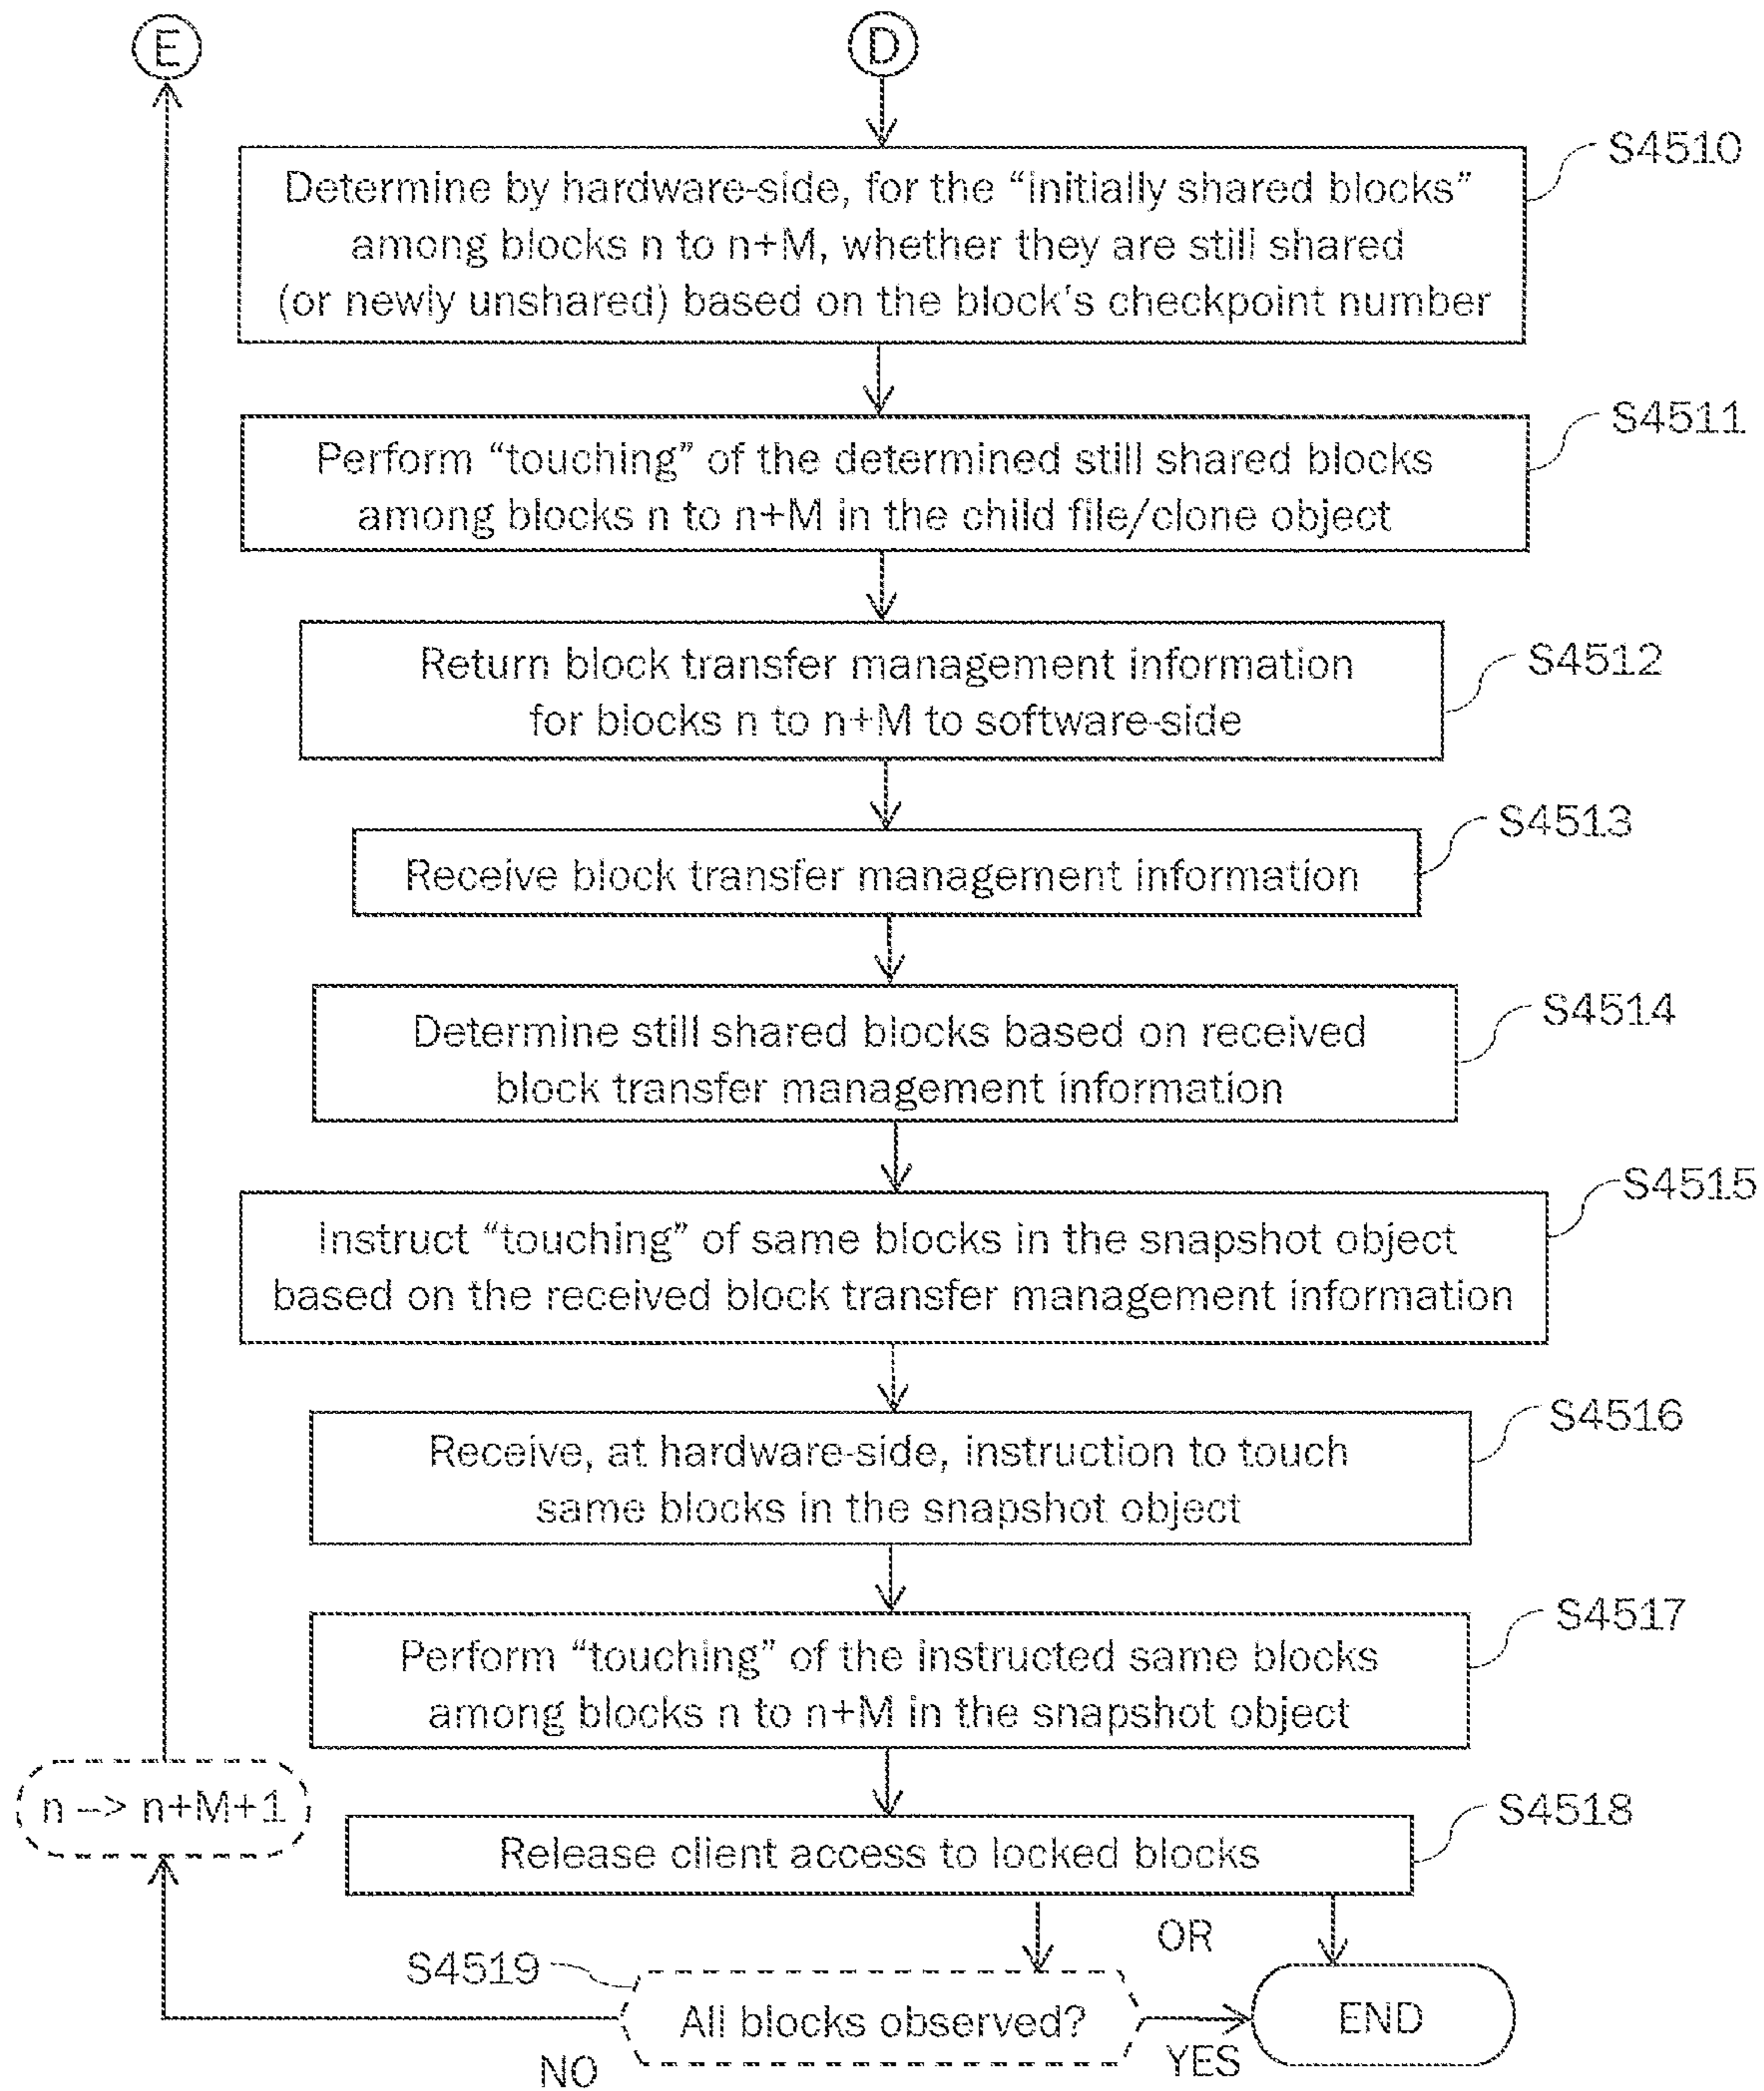 E
D
S4510
Determine by hardware-side, for the “initially shared blocks”
among blocks n to n+M, whether they are still shared
(or newly unshared) based on the block's checkpoint number
S4511
Perform “touching” of the determined still shared blocks
among blocks n to n+M in the child file/clone object
S4512
Return block transfer management information
for blocks n to n+M to software-side
S4513
Receive block transfer management information
S4514
Determine still shared blocks based on received
block transfer management information
S4515
Instruct “touching” of same blocks in the snapshot object
based on the received block transfer management information
S4516
Receive, at hardware-side, instruction to touch
same blocks in the snapshot object
S4517
Perform “touching” of the instructed same blocks
among blocks n to n+M in the snapshot object
n --> n+M+1
S4518
Release client access to locked blocks
OR
S4519
All blocks observed?
END
NO
YES